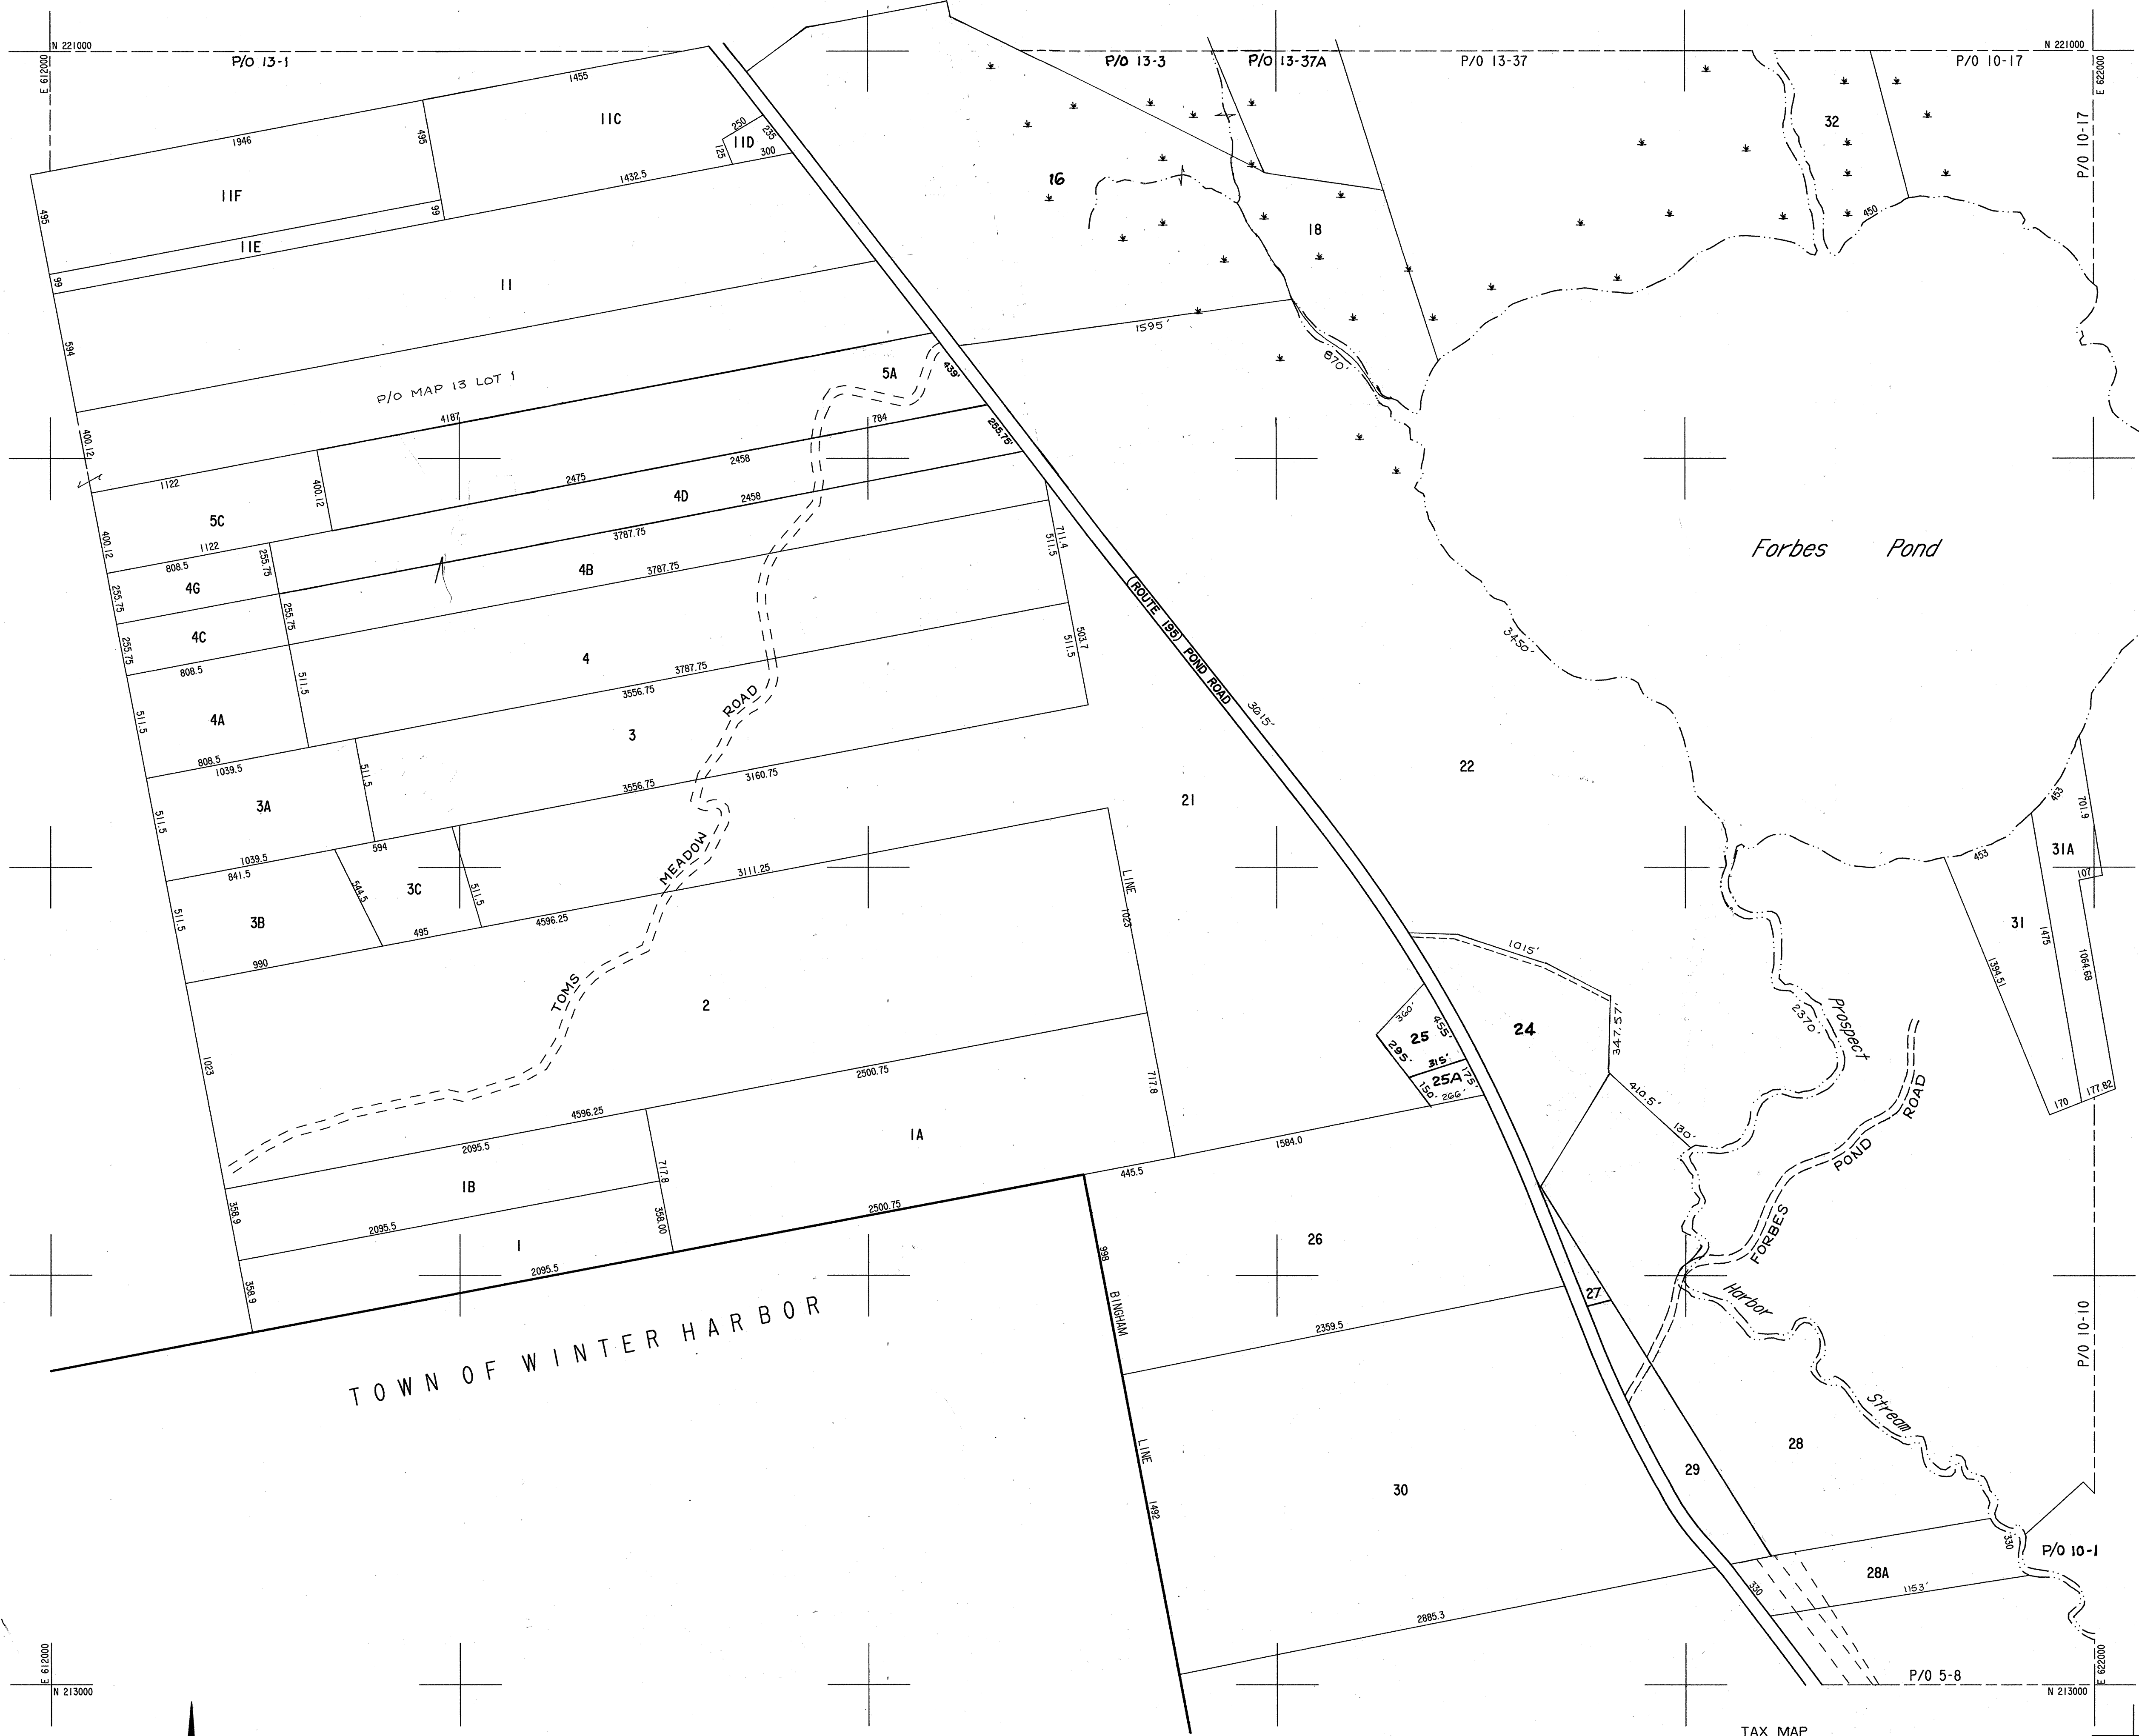 N 221000
E 612000
P/O 13-1
P/O 13-3
P/O 13-37A
P/O 13-37
P/O 10-17
N 221000
E 622000
P/O 10-17
1455
1946
495
11C
250
235
11D
125
300
1432.5
11F
495
99
11E
99
11
594
16
18
32
450
1595'
870'
P/O MAP 13 LOT 1
400.12
4187
5A
439'
784
255.75'
1122
400.12
2475
2458
5C
4D
2458
400.12
1122
808.5
255.75
3787.75
4G
4B
3787.75
711.4
511.5
255.75
255.75
4C
255.75
808.5
511.5
4
3787.75
3556.75
503.7
511.5
4A
511.5
808.5
1039.5
3
ROAD
511.5
3556.75
3160.75
3A
511.5
594
1039.5
841.5
544.5
3C
511.5
MEADOW
3111.25
3B
511.5
495
4596.25
990
TOMS
2
1023
LINE
1023
(ROUTE 195) POND ROAD
3615'
21
22
3450'
Forbes Pond
453
453
701.9
31A
107
31
1475
1064.68
1394.51
170
177.82
1015'
347.57'
24
360'
455'
25
295'
315'
175'
25A
150'
266'
410.5'
130'
2370'
Prospect
ROAD
POND
FORBES
Harbor
Stream
2500.75
717.8
4596.25
2095.5
1A
717.8
1B
358.9
2095.5
358.00
2500.75
1
358.9
2095.5
445.5
1584.0
998
26
27
BINGHAM
2359.5
LINE
1492
30
29
28
P/O 10-10
330
P/O 10-1
28A
1153'
330
2885.3
TOWN OF WINTER HARBOR
E 612000
N 213000
P/O 5-8
N 213000
E 622000
TAX MAP